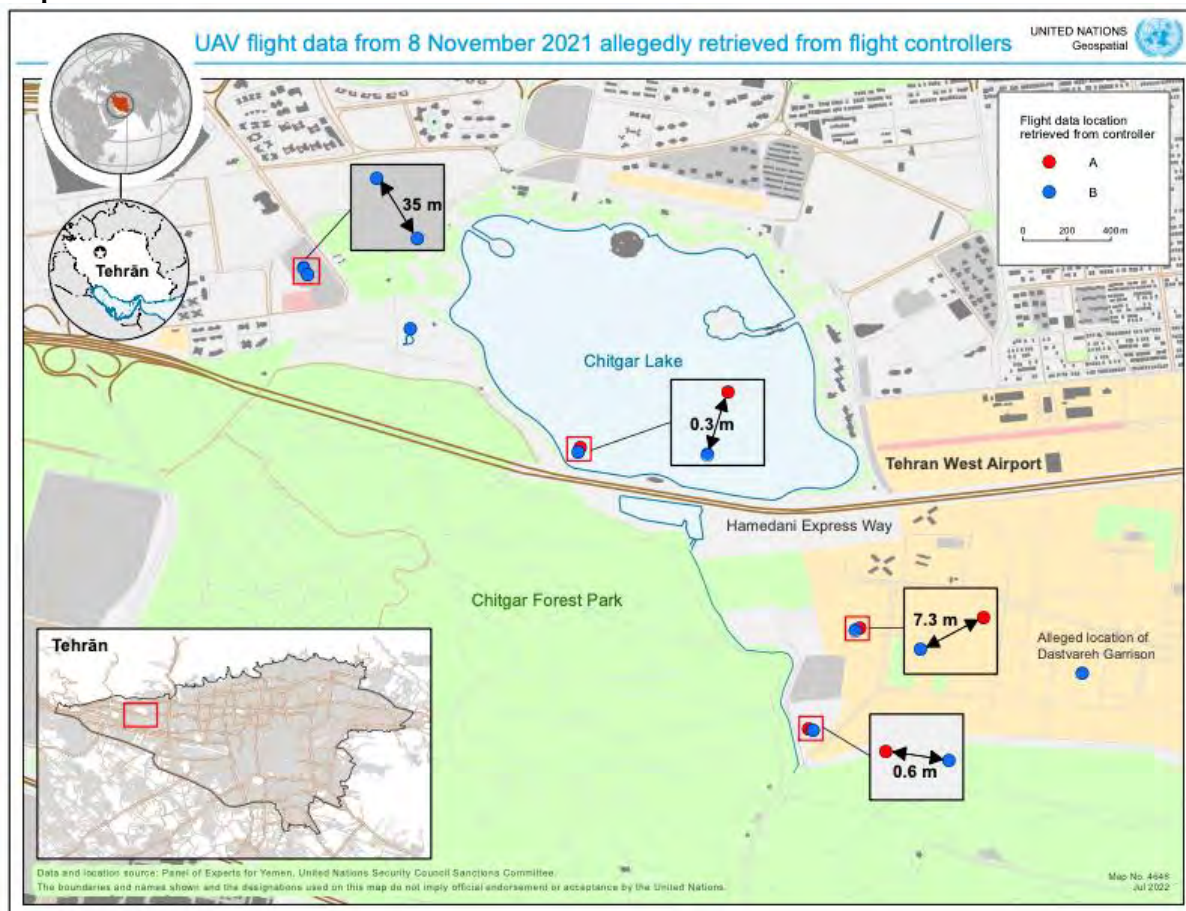 UAV flight data from 8 November 2021 allegedly retrieved from flight controllers
UNITED NATIONS
Geospatial
Flight data location
retrieved from controller
A
B
0 200 400 m
Tehrān
35 m
Chitgar Lake
0.3 m
Tehran West Airport
Hamedani Express Way
Chitgar Forest Park
7.3 m
Alleged location of
Dastvareh Garrison
0.6 m
Tehrān
Data and location source: Panel of Experts for Yemen, United Nations Security Council Sanctions Committee.
The boundaries and names shown and the designations used on this map do not imply official endorsement or acceptance by the United Nations.
Map No. 4646
Jul 2022